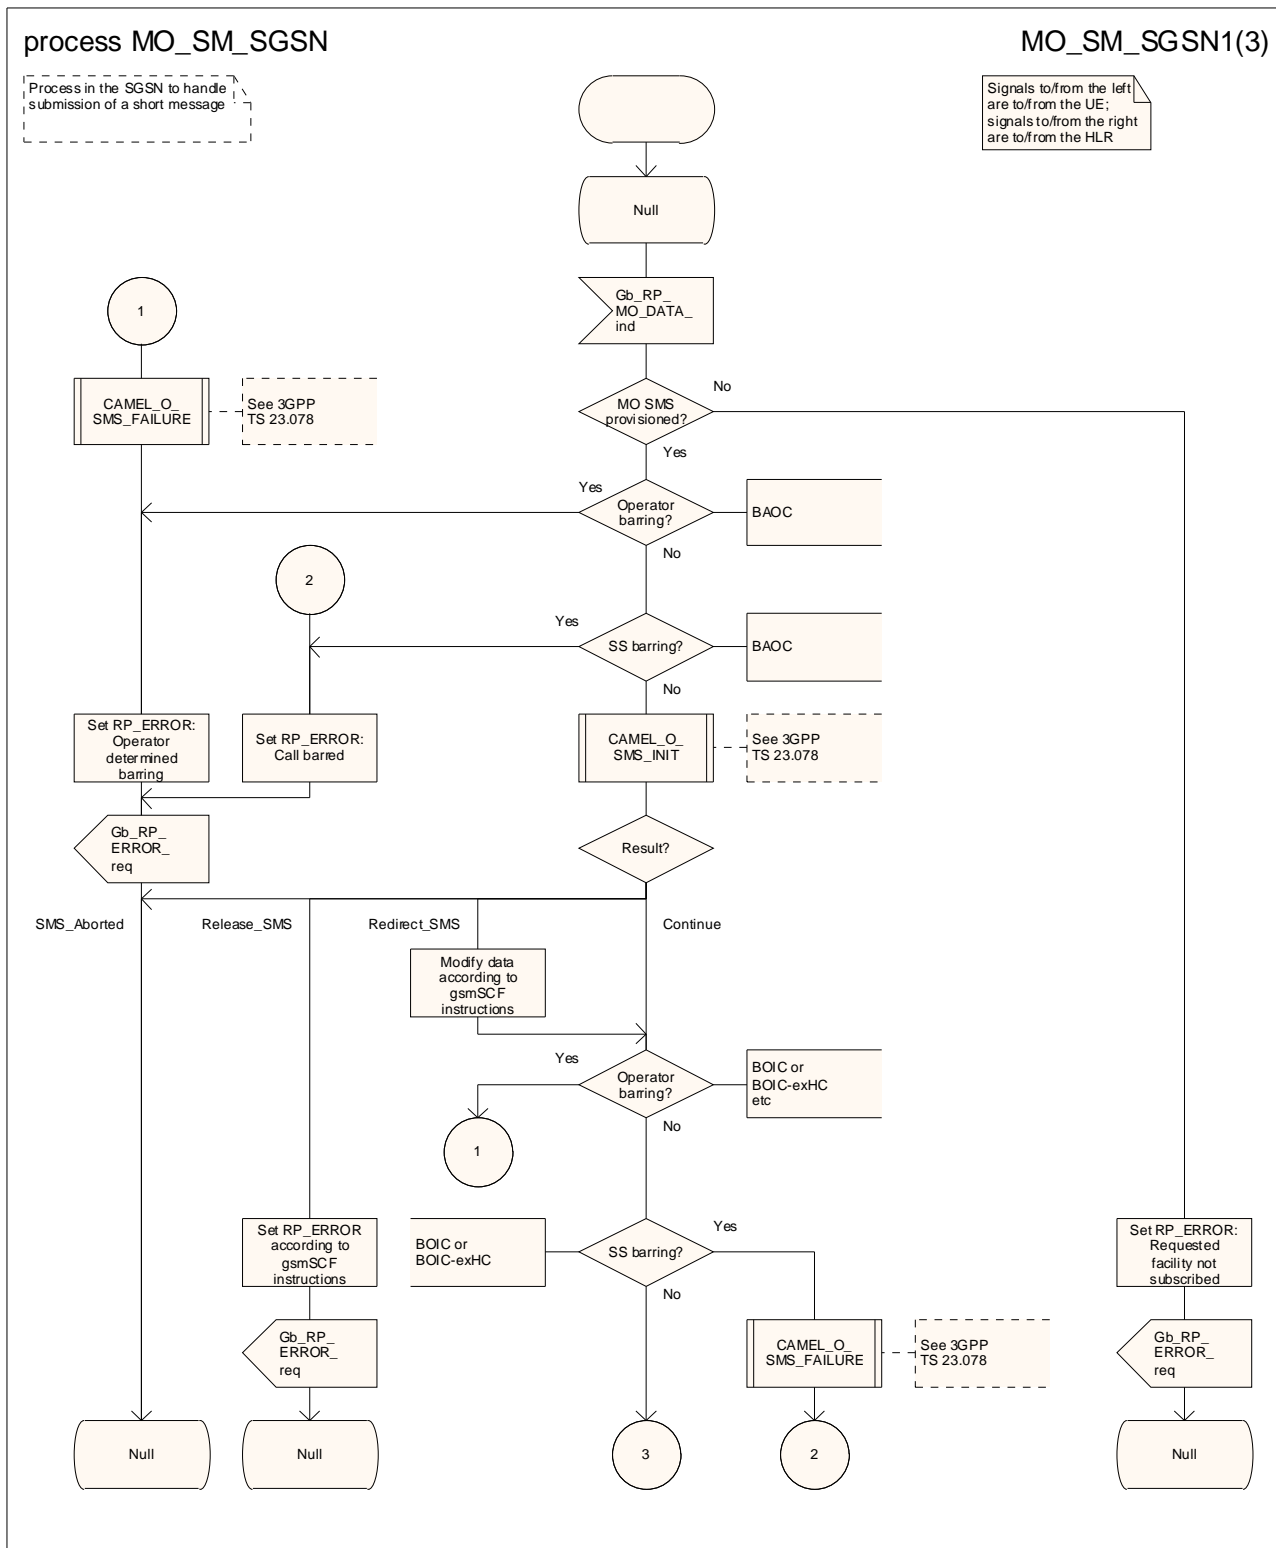 process MO_SM_SGSN
MO_SM_SGSN1(3)
Process in the SGSN to handle
submission of a short message
Signals to/from the left
are to/from the UE;
signals to/from the right
are to/from the HLR
Null
Gb_RP_
MO_DATA_
ind
1
CAMEL_O_
SMS_FAILURE
See 3GPP
TS 23.078
MO SMS
provisioned?
No
Yes
Yes
Operator
barring?
BAOC
No
2
Yes
SS barring?
BAOC
No
Set RP_ERROR:
Operator
determined
barring
Set RP_ERROR:
Call barred
CAMEL_O_
SMS_INIT
See 3GPP
TS 23.078
Gb_RP_
ERROR_
req
Result?
SMS_Aborted
Release_SMS
Redirect_SMS
Continue
Modify data
according to
gsmSCF
instructions
Yes
Operator
barring?
BOIC or
BOIC-exHC
etc
No
1
Set RP_ERROR
according to
gsmSCF
instructions
BOIC or
BOIC-exHC
SS barring?
Yes
No
Set RP_ERROR:
Requested
facility not
subscribed
Gb_RP_
ERROR_
req
CAMEL_O_
SMS_FAILURE
See 3GPP
TS 23.078
Gb_RP_
ERROR_
req
Null
Null
3
2
Null